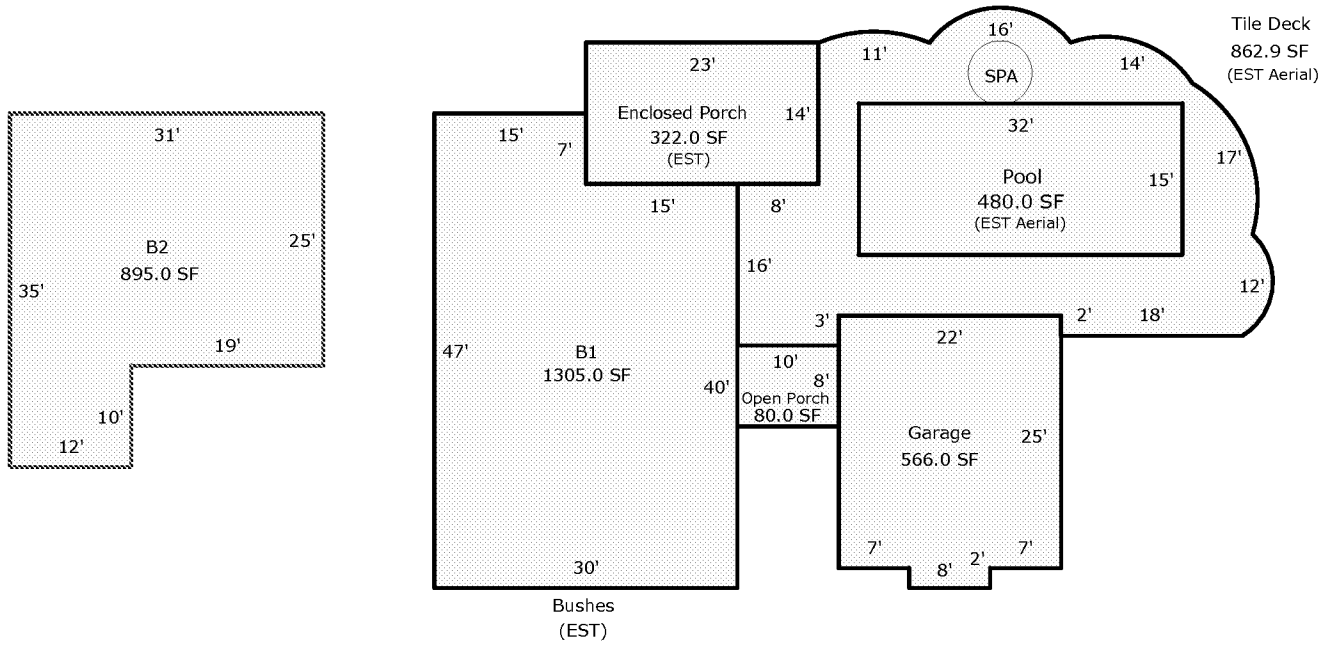 Tile Deck
862.9 SF
(EST Aerial)
16'
11'
14'
SPA
23'
Enclosed Porch
322.0 SF
(EST)
14'
32'
Pool
480.0 SF
(EST Aerial)
15'
17'
12'
31'
B2
895.0 SF
25'
35'
19'
10'
12'
15'
7'
15'
8'
16'
3'
2'
18'
22'
47'
B1
1305.0 SF
40'
10'
8'
Open Porch
80.0 SF
Garage
566.0 SF
25'
7'
8'
2'
7'
30'
Bushes
(EST)